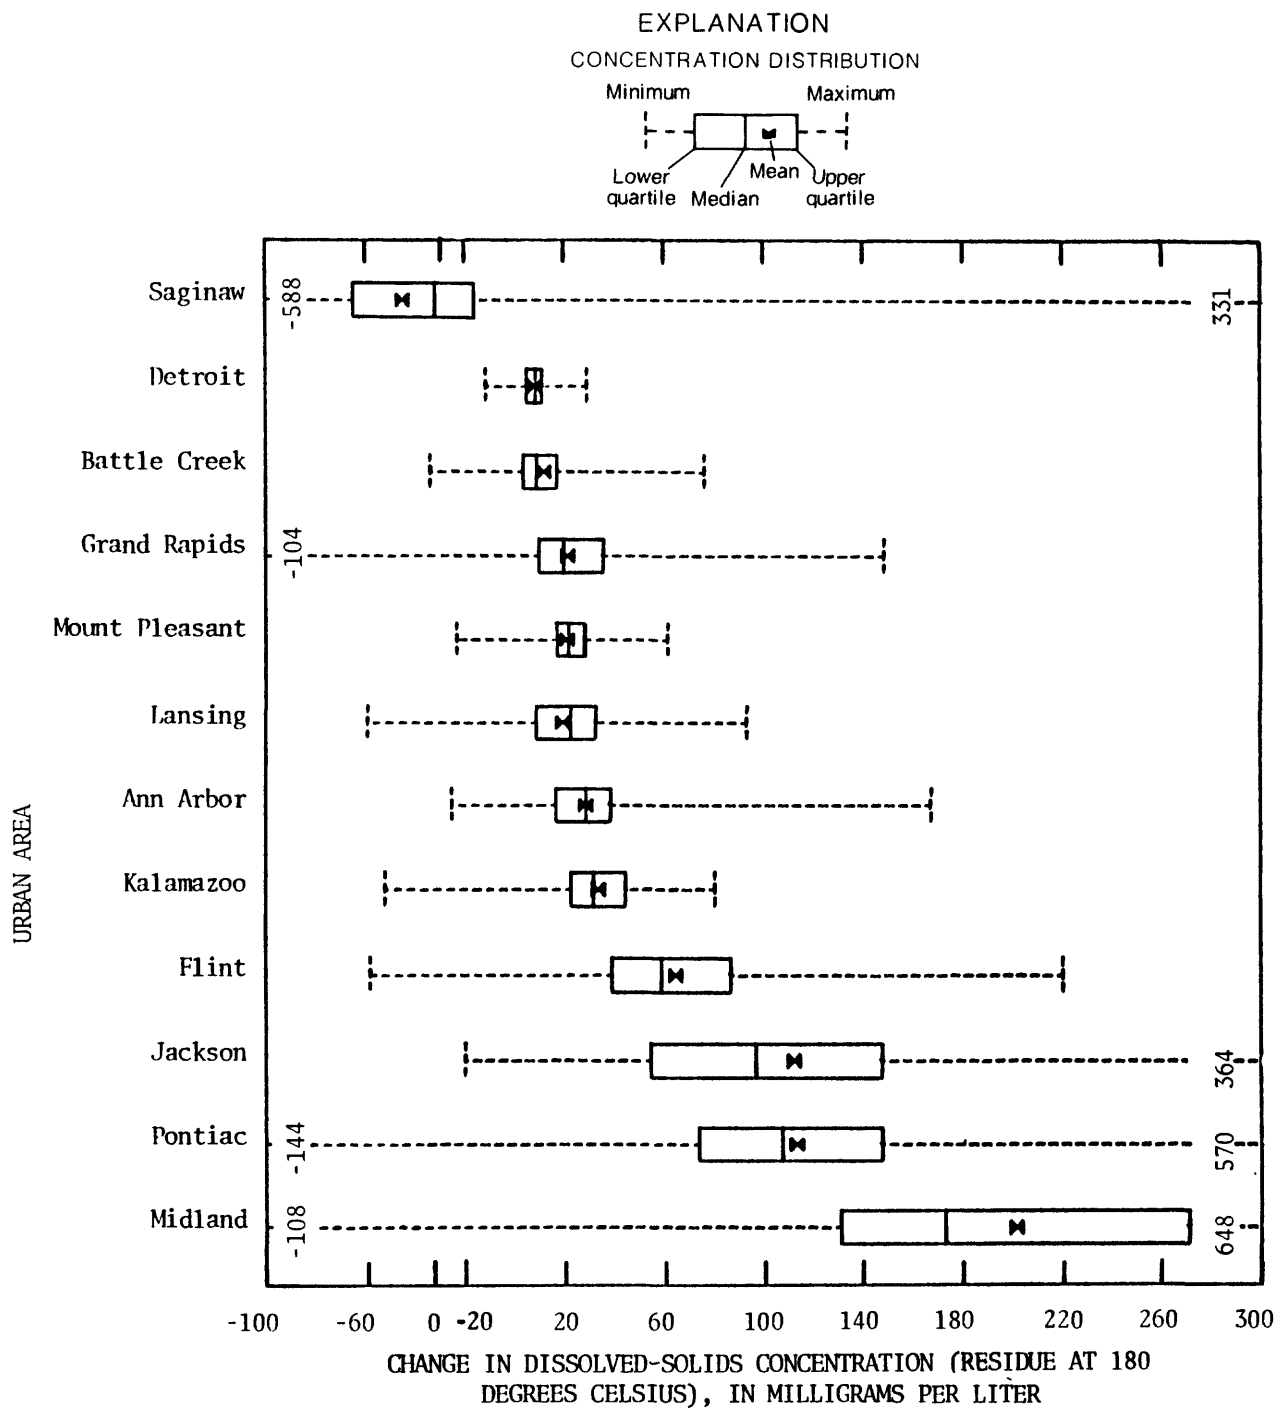 EXPLANATION
CONCENTRATION DISTRIBUTION
Minimum Maximum
Lower quartile Median Mean Upper quartile
Saginaw -588 331
Detroit
Battle Creek
Grand Rapids -104
Mount Pleasant
Lansing
Ann Arbor
Kalamazoo
Flint
Jackson 364
Pontiac -144 570
Midland -108 648
URBAN AREA
-100 -60 0 -20 20 60 100 140 180 220 260 300
CHANGE IN DISSOLVED-SOLIDS CONCENTRATION (RESIDUE AT 180
DEGREES CELSIUS), IN MILLIGRAMS PER LITER